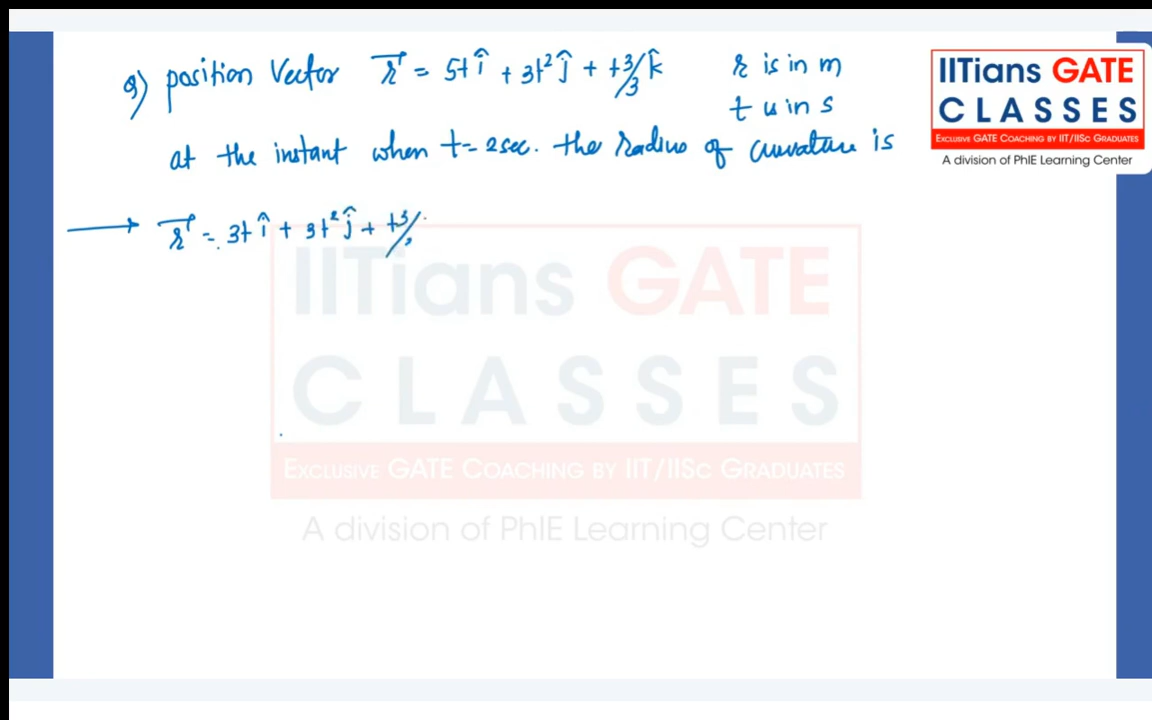 Q) position Vector r⃗ = 5t î + 3t² ĵ + t³/3 k̂ r is in m
t is in s
at the instant when t = 2 sec. the radius of curvature is
→ r⃗ = 3t î + 3t² ĵ + t³/
IITians GATE
CLASSES
EXCLUSIVE GATE COACHING BY IIT/IISc GRADUATES
A division of PhIE Learning Center
IITians GATE
CLASSES
EXCLUSIVE GATE COACHING BY IIT/IISc GRADUATES
A division of PhIE Learning Center